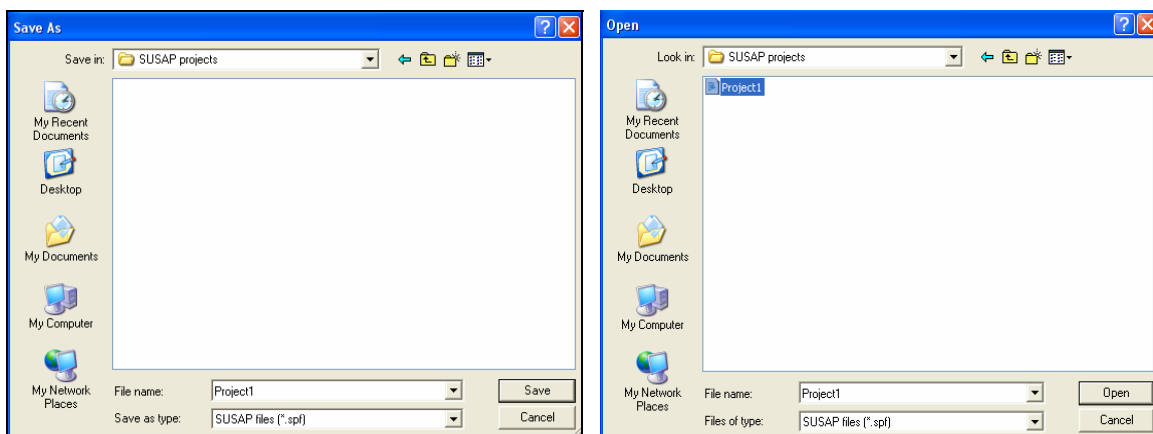 Save As
Save in: SUSAP projects
My Recent
Documents
Desktop
My Documents
My Computer
My Network
Places
File name: Project1 Save
Save as type: SUSAP files (*.spf) Cancel
Open
Look in: SUSAP projects
Project1
My Recent
Documents
Desktop
My Documents
My Computer
My Network
Places
File name: Project1 Open
Files of type: SUSAP files (*.spf) Cancel